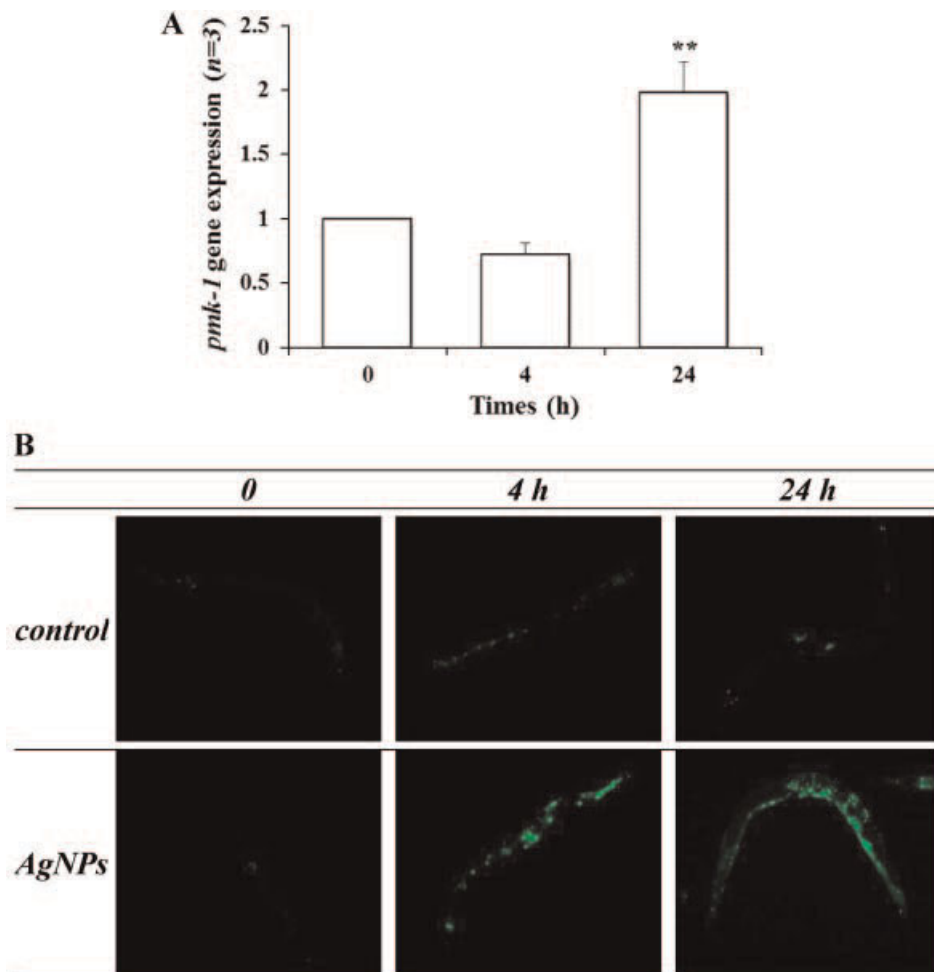 A
pmk-1 gene expression (n=3)
2.5
2
1.5
1
0.5
0
**
0 4 24
Times (h)
B
0 4 h 24 h
control
AgNPs